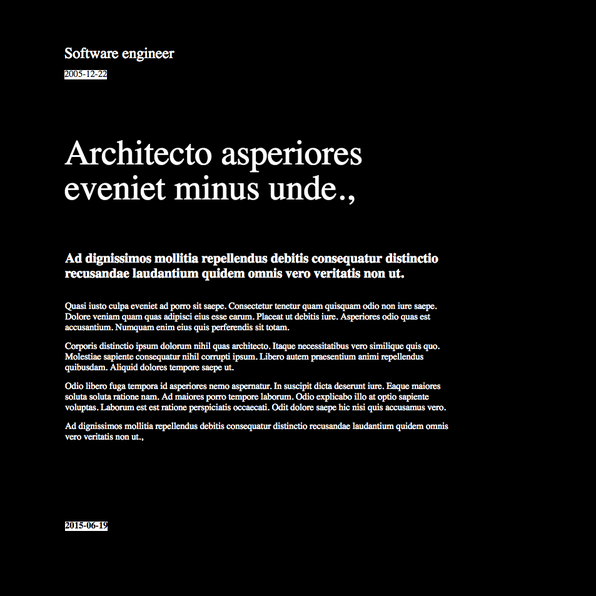 Software engineer
2005-12-22
Architecto asperiores
eveniet minus unde.,
Ad dignissimos mollitia repellendus debitis consequatur distinctio
recusandae laudantium quidem omnis vero veritatis non ut.
Quasi iusto culpa eveniet ad porro sit saepe. Consectetur tenetur quam quisquam odio non iure saepe.
Dolore veniam quam quas adipisci eius esse earum. Placeat ut debitis iure. Asperiores odio quas est
accusantium. Numquam enim eius quis perferendis sit totam.
Corporis distinctio ipsum dolorum nihil quas architecto. Itaque necessitatibus vero similique quis quo.
Molestiae sapiente consequatur nihil corrupti ipsum. Libero autem praesentium animi repellendus
quibusdam. Aliquid dolores tempore saepe ut.
Odio libero fuga tempora id asperiores nemo aspernatur. In suscipit dicta deserunt iure. Eaque maiores
soluta soluta ratione nam. Ad maiores porro tempore laborum. Odio explicabo illo at optio sapiente
voluptas. Laborum est est ratione perspiciatis occaecati. Odit dolore saepe hic nisi quis accusamus vero.
Ad dignissimos mollitia repellendus debitis consequatur distinctio recusandae laudantium quidem omnis
vero veritatis non ut.,
2015-06-19